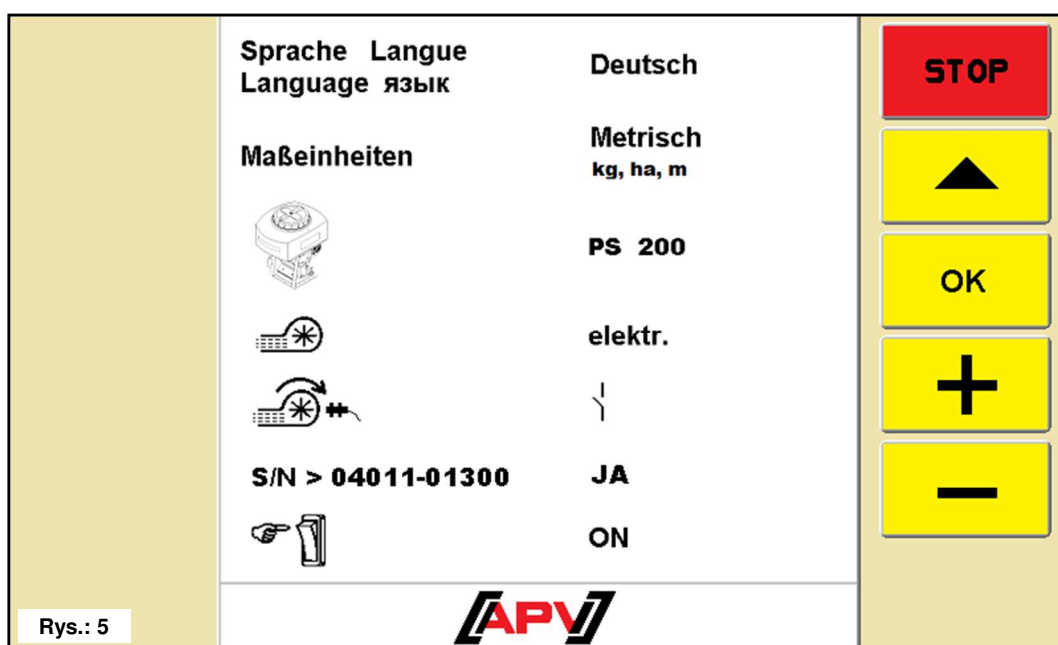 Sprache Langue
Language язык
Deutsch
Maßeinheiten
Metrisch
kg, ha, m
PS 200
elektr.
S/N > 04011-01300
JA
ON
STOP
OK
Rys.: 5
APV